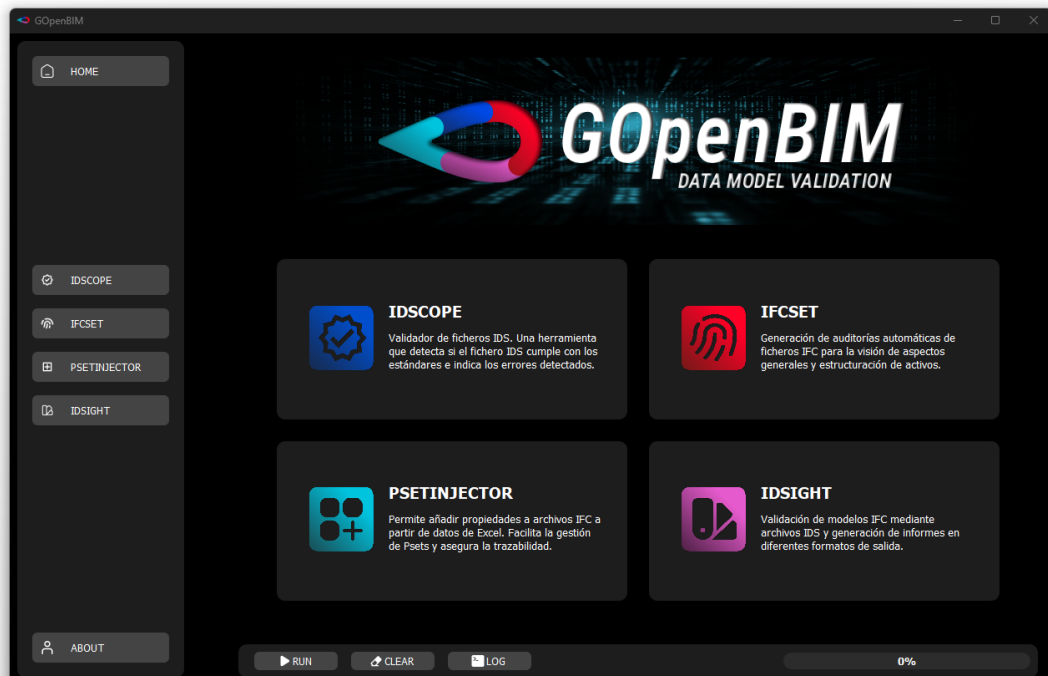 GOpenBIM
HOME
GOpenBIM
DATA MODEL VALIDATION
IDSCOPE
IFCSET
PSETINJECTOR
IDSIGHT
IDSCOPE
Validador de ficheros IDS. Una herramienta
que detecta si el fichero IDS cumple con los
estándares e indica los errores detectados.
IFCSET
Generación de auditorías automáticas de
ficheros IFC para la visión de aspectos
generales y estructuración de activos.
PSETINJECTOR
Permite añadir propiedades a archivos IFC a
partir de datos de Excel. Facilita la gestión
de Psets y asegura la trazabilidad.
IDSIGHT
Validación de modelos IFC mediante
archivos IDS y generación de informes en
diferentes formatos de salida.
ABOUT
RUN
CLEAR
LOG
0%